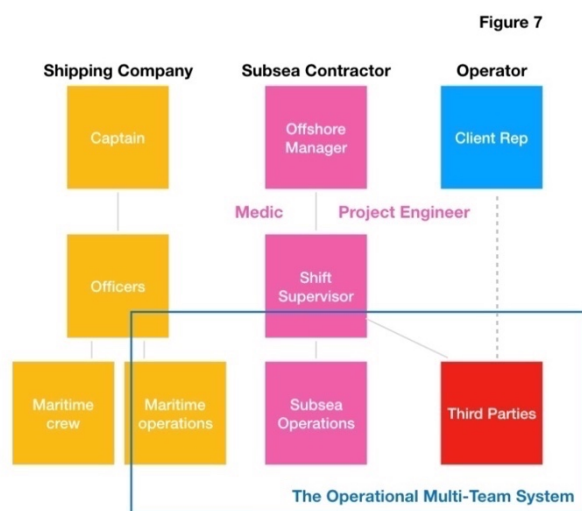 Figure 7
Shipping Company
Subsea Contractor
Operator
Captain
Offshore
Manager
Client Rep
Medic
Project Engineer
Officers
Shift
Supervisor
Maritime
crew
Maritime
operations
Subsea
Operations
Third Parties
The Operational Multi-Team System